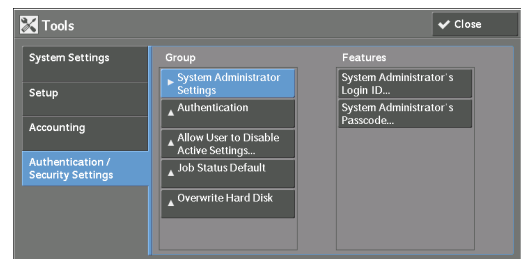 Tools
Close
System Settings
Setup
Accounting
Authentication /
Security Settings
Group
System Administrator
Settings
Authentication
Allow User to Disable
Active Settings...
Job Status Default
Overwrite Hard Disk
Features
System Administrator's
Login ID...
System Administrator's
Passcode...